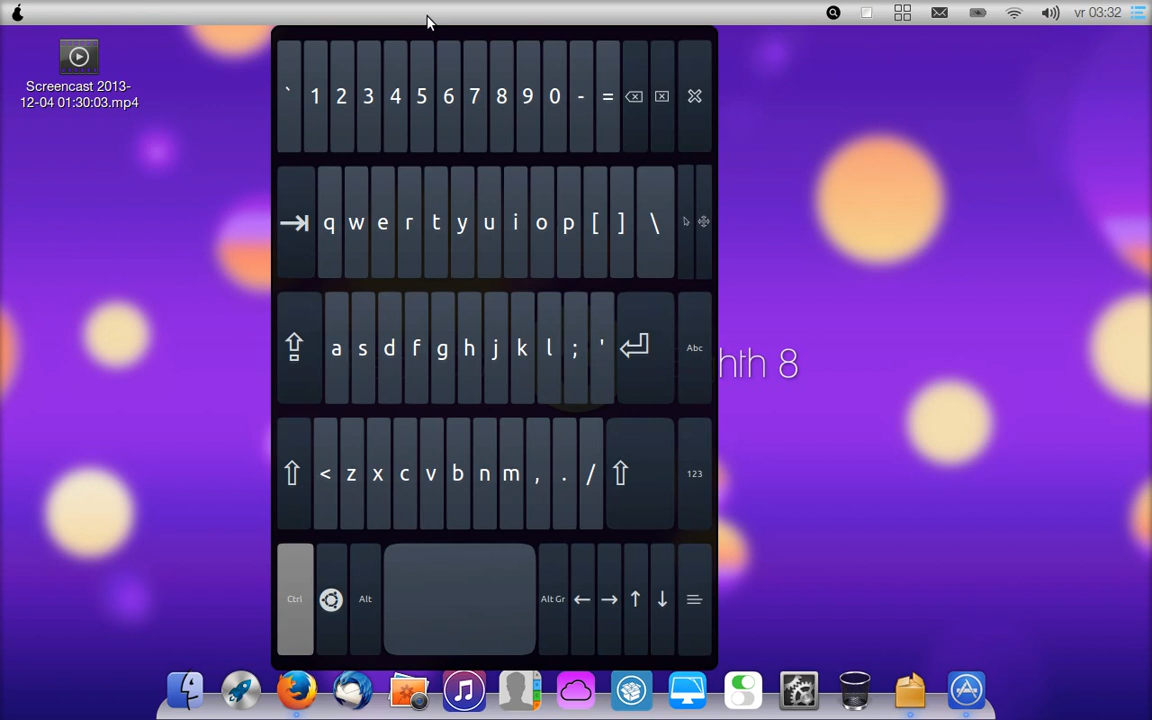 vr 03:32
Screencast 2013-
12-04 01:30:03.mp4
` 1 2 3 4 5 6 7 8 9 0 - =
q w e r t y u i o p [ ] \
hth 8
a s d f g h j k l ; ' Abc
< z x c v b n m , . / 123
Ctrl Alt Alt Gr